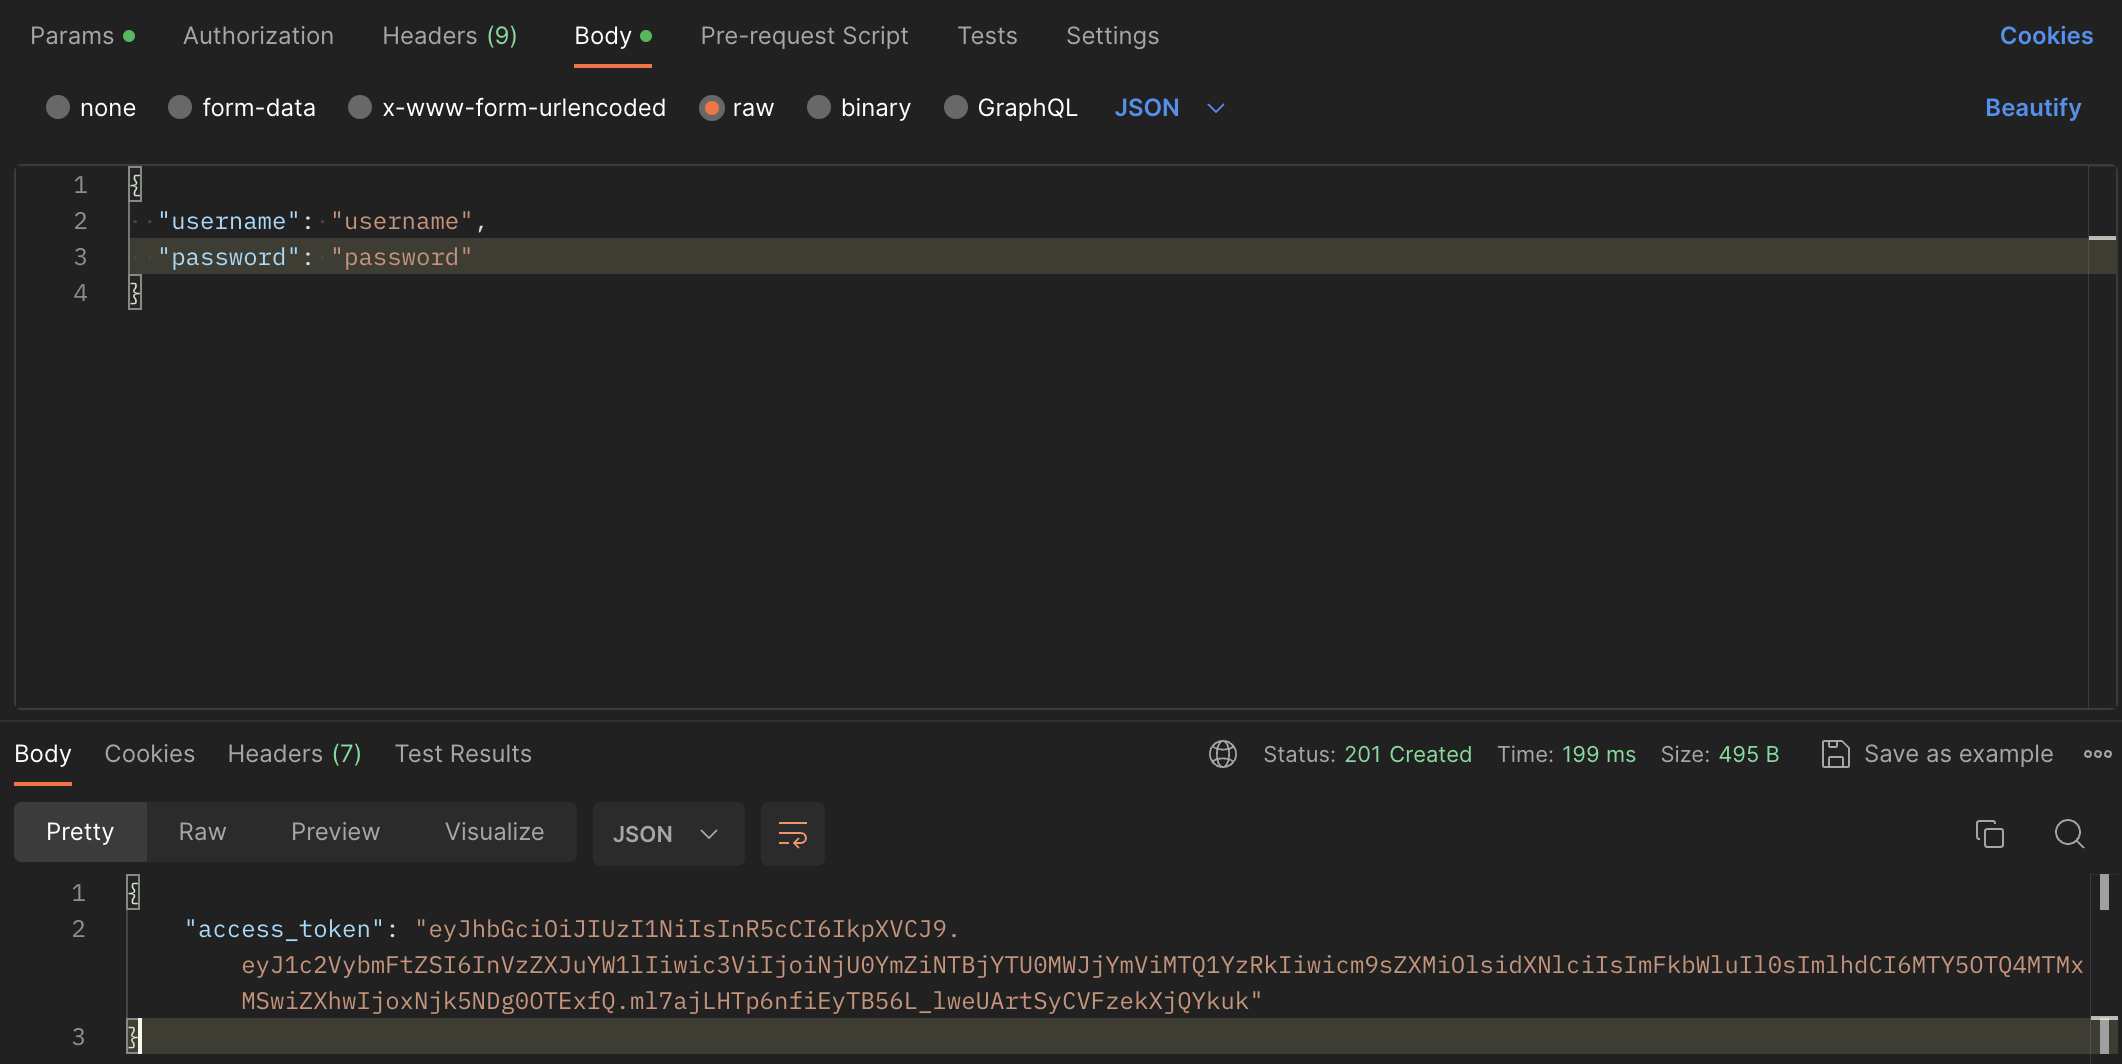 Params Authorization Headers (9) Body Pre-request Script Tests Settings Cookies
none form-data x-www-form-urlencoded raw binary GraphQL JSON Beautify
1 {
2 "username": "username",
3 "password": "password"
4 }
Body Cookies Headers (7) Test Results Status: 201 Created Time: 199 ms Size: 495 B Save as example
Pretty Raw Preview Visualize JSON
1 {
2 "access_token": "eyJhbGciOiJIUzI1NiIsInR5cCI6IkpXVCJ9.
eyJ1c2VybmFtZSI6InVzZXJuYW1lIiwic3ViIjoiNjU0YmZiNTBjYTU0MWJjYmViMTQ1YzRkIiwicm9sZXMiOlsidXNlciIsImFkbWluIl0sImlhdCI6MTY5OTQ4MTMx
MSwiZXhwIjoxNjk5NDg0OTExfQ.ml7ajLHTp6nfiEyTB56L_lweUArtSyCVFzekXjQYkuk"
3 }